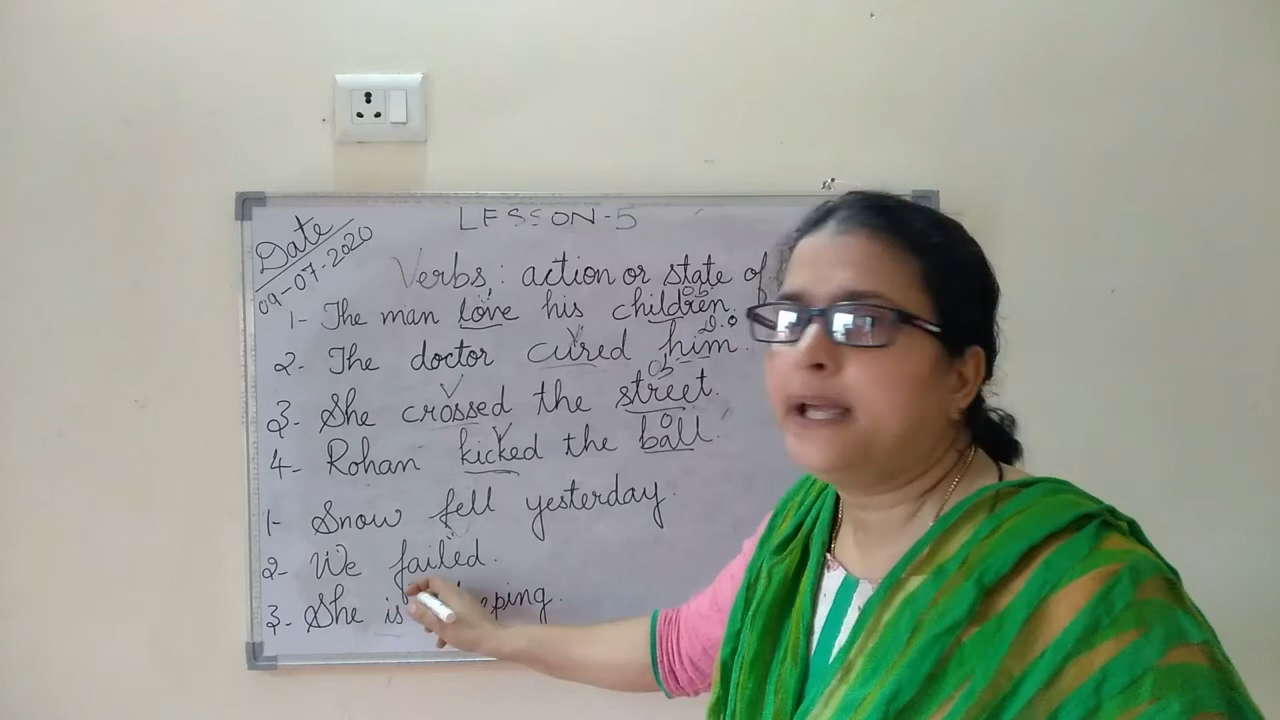 LESSON-5
Date
09-07-2020
Verbs, : action or state of
1- The man love his children.
Ob
2- The doctor cured him.
V
D.O
3- She crossed the street.
V
Ob
4- Rohan kicked the ball.
V
O
1- Snow fell yesterday.
2- We failed.
3- She is